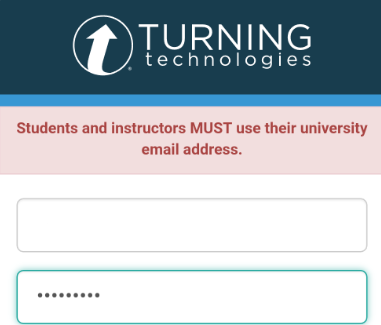 TURNING
technologies
Students and instructors MUST use their university
email address.
•••••••••